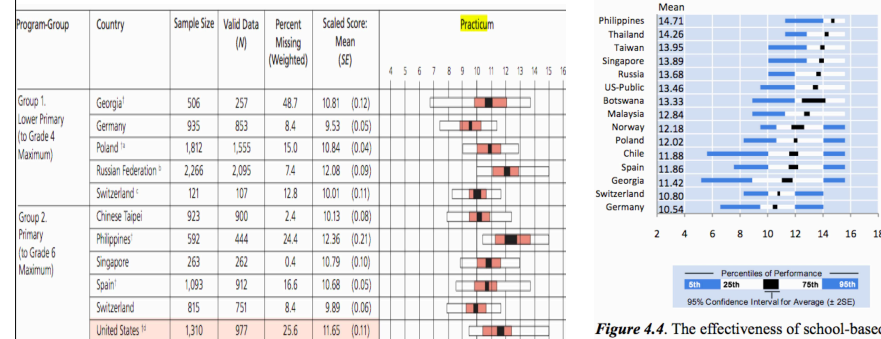 Program-Group Country Sample Size Valid Data (N) Percent Missing (Weighted) Scaled Score: Mean (SE) Practicum
4 5 6 7 8 9 10 11 12 13 14 15 16
Group 1. Lower Primary (to Grade 4 Maximum)
Georgia† 506 257 48.7 10.81 (0.12)
Germany 935 853 8.4 9.53 (0.05)
Poland 1a 1,812 1,555 15.0 10.84 (0.04)
Russian Federation b 2,266 2,095 7.4 12.08 (0.09)
Switzerland c 121 107 12.8 10.01 (0.11)
Group 2. Primary (to Grade 6 Maximum)
Chinese Taipei 923 900 2.4 10.13 (0.08)
Philippines† 592 444 24.4 12.36 (0.21)
Singapore 263 262 0.4 10.79 (0.10)
Spain† 1,093 912 16.6 10.68 (0.05)
Switzerland 815 751 8.4 9.89 (0.06)
United States 1d 1,310 977 25.6 11.65 (0.11)
Mean
Philippines 14.71
Thailand 14.26
Taiwan 13.95
Singapore 13.89
Russia 13.68
US-Public 13.46
Botswana 13.33
Malaysia 12.84
Norway 12.18
Poland 12.02
Chile 11.88
Spain 11.86
Georgia 11.42
Switzerland 10.80
Germany 10.54
2 4 6 8 10 12 14 16 18
Percentiles of Performance
5th 25th 75th 95th
95% Confidence Interval for Average (± 2SE)
Figure 4.4. The effectiveness of school-based